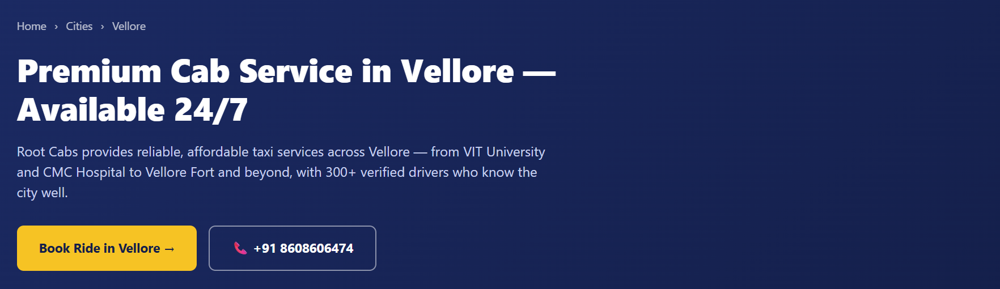 Home › Cities › Vellore
Premium Cab Service in Vellore —
Available 24/7
Root Cabs provides reliable, affordable taxi services across Vellore — from VIT University
and CMC Hospital to Vellore Fort and beyond, with 300+ verified drivers who know the
city well.
Book Ride in Vellore →
+91 8608606474